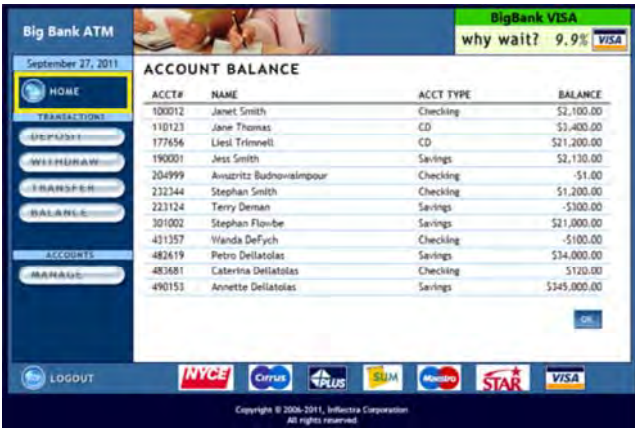 Big Bank ATM
BigBank VISA
why wait? 9.9% VISA
September 27, 2011
HOME
TRANSACTIONS
DEPOSIT
WITHDRAW
TRANSFER
BALANCE
ACCOUNTS
MANAGE
ACCOUNT BALANCE
ACCT# NAME ACCT TYPE BALANCE
100012 Janet Smith Checking $2,100.00
110123 Jane Thomas CD $3,400.00
177656 Liesl Trimnell CD $21,200.00
190001 Jess Smith Savings $2,130.00
204999 Checking -$1.00
232344 Stephan Smith Checking $1,200.00
223124 Terry Deman Savings -$300.00
301002 Stephan Flowbe Savings $21,000.00
431357 Wanda DeFych Checking -$100.00
482619 Petro Dellatolas Savings $34,000.00
483681 Caterina Dellatolas Checking $120.00
490153 Annette Dellatolas Savings $345,000.00
OK
LOGOUT
NYCE Cirrus PLUS SUM Maestro STAR VISA
Copyright © 2006-2011, Inflectra Corporation
All rights reserved.